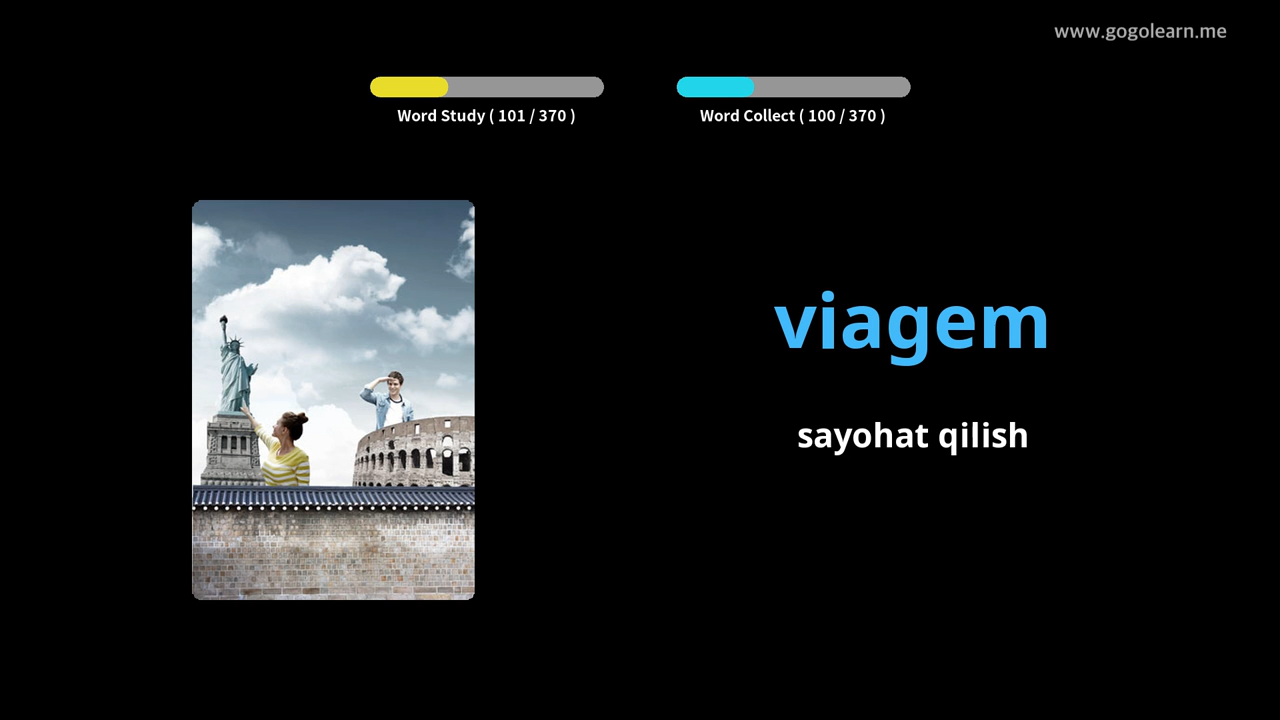 www.gogolearn.me
Word Study ( 101 / 370 )
Word Collect ( 100 / 370 )
viagem
sayohat qilish